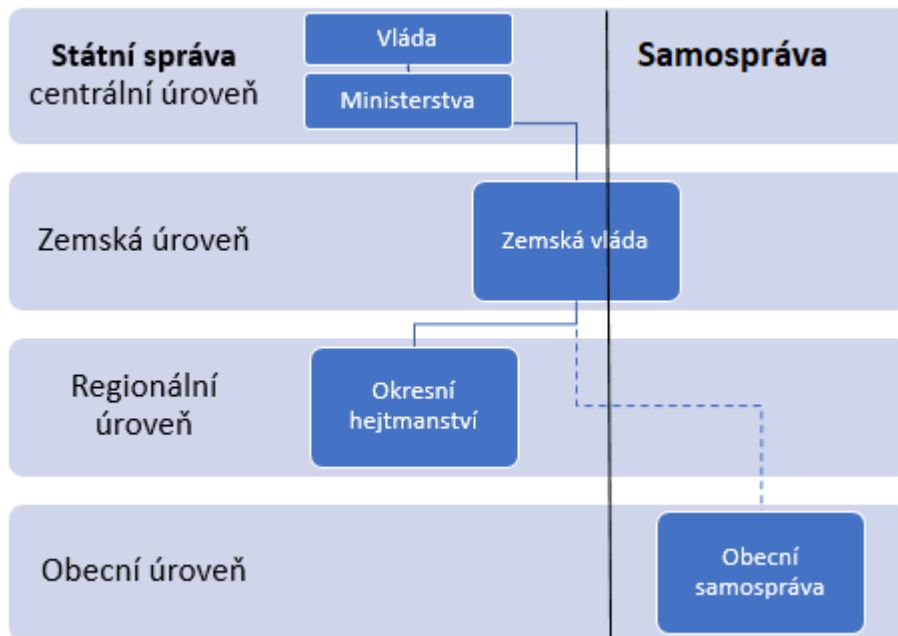 Státní správa
centrální úroveň
Vláda
Ministerstva
Samospráva
Zemská úroveň
Zemská vláda
Regionální
úroveň
Okresní
hejtmanství
Obecní úroveň
Obecní
samospráva